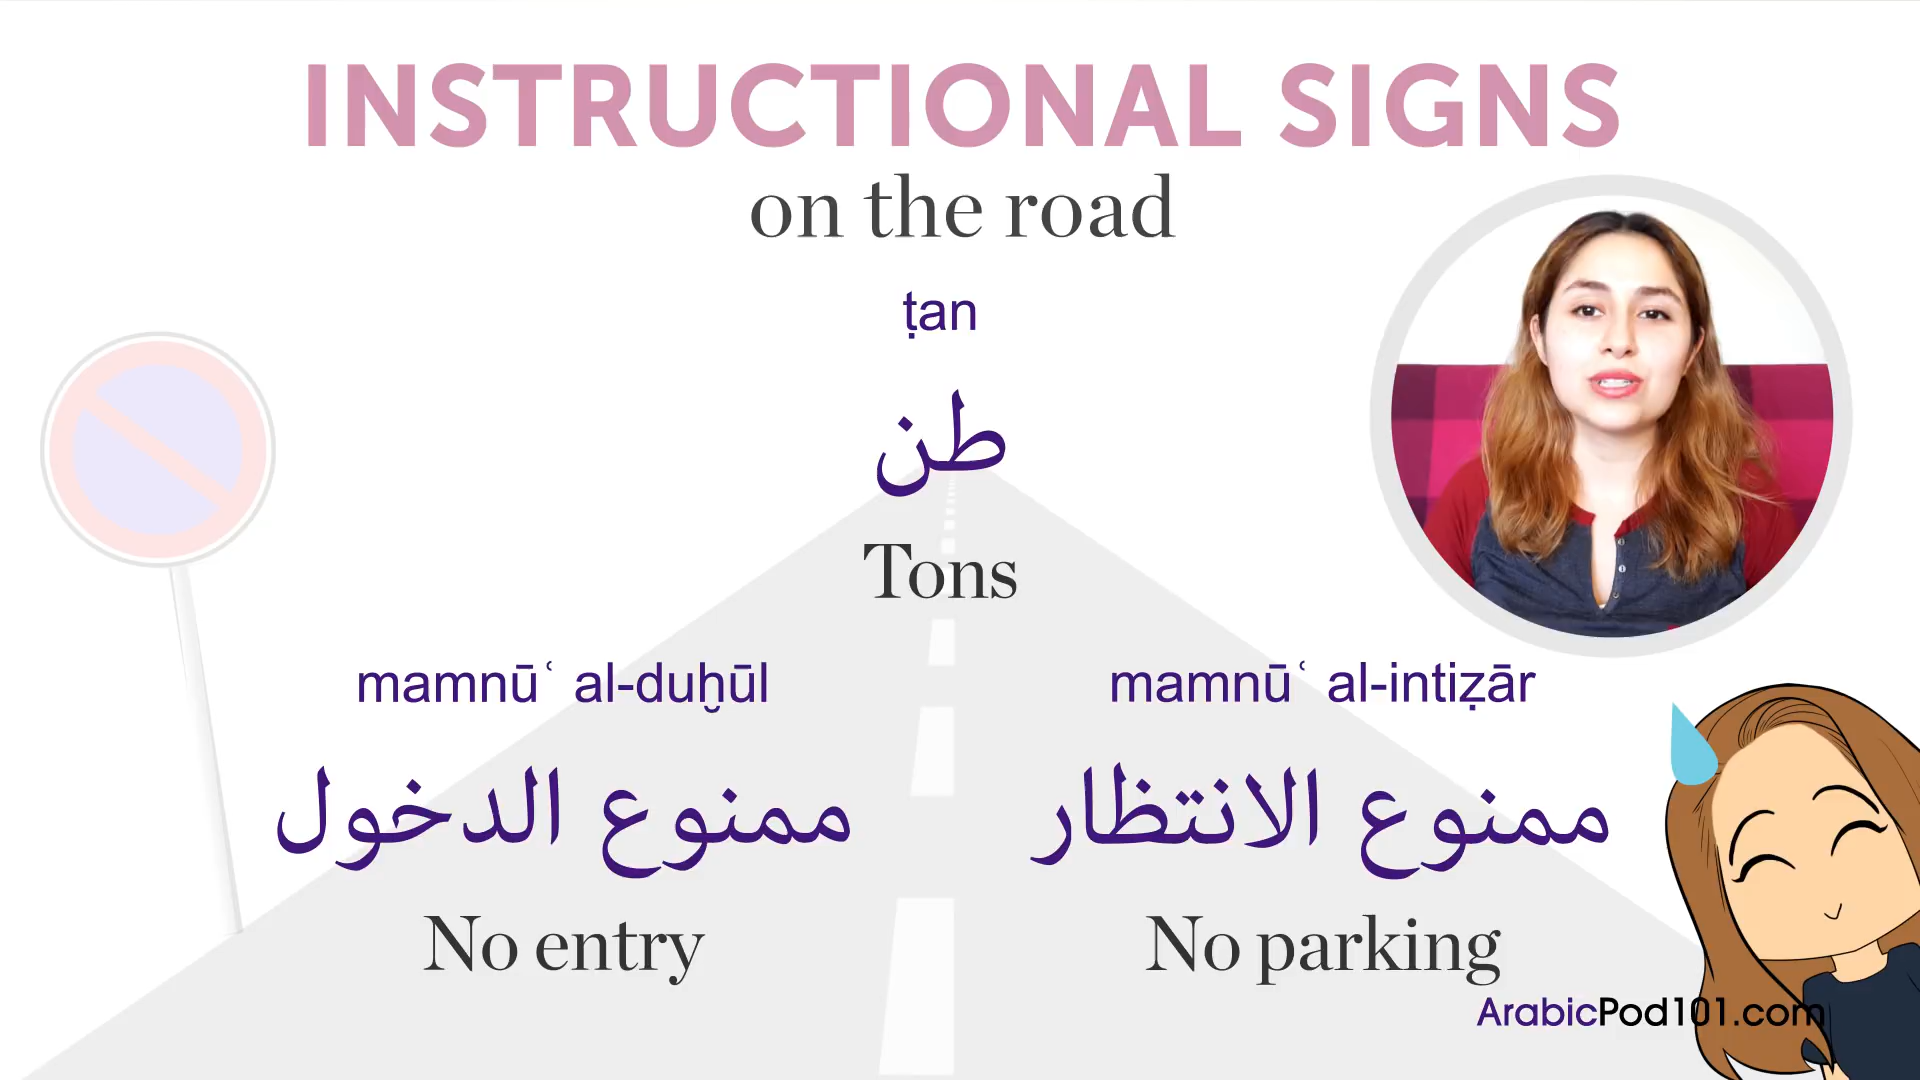 INSTRUCTIONAL SIGNS
on the road
ṭan
طن
Tons
mamnūʿ al-duḫūl
ممنوع الدخول
No entry
mamnūʿ al-intiẓār
ممنوع الانتظار
No parking
ArabicPod101.com